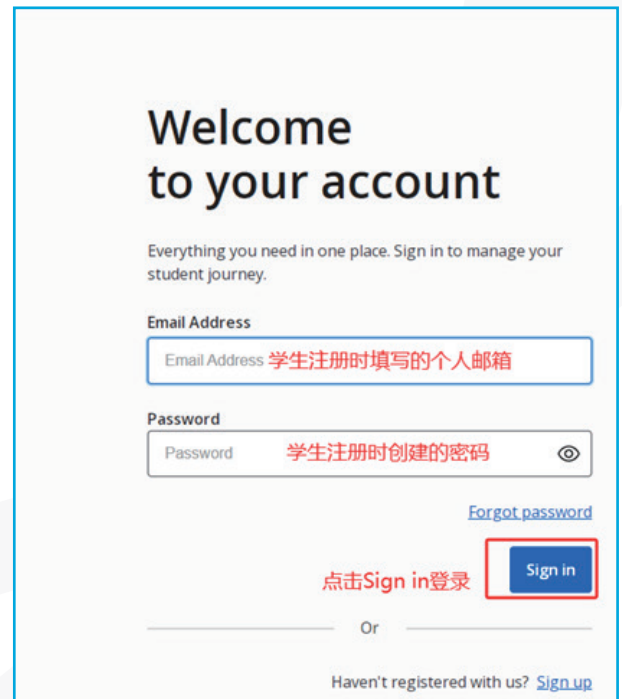 Welcome
to your account
Everything you need in one place. Sign in to manage your
student journey.
Email Address
Email Address 学生注册时填写的个人邮箱
Password
Password 学生注册时创建的密码
Forgot password
点击Sign in登录 Sign in
Or
Haven't registered with us? Sign up